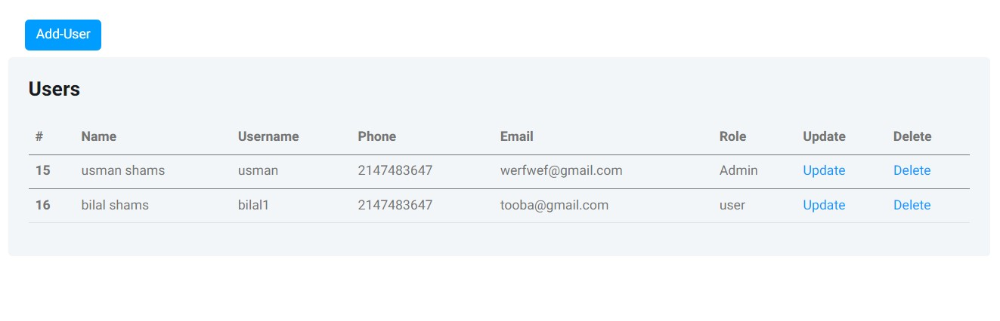 Add-User
Users
# Name Username Phone Email Role Update Delete
15 usman shams usman 2147483647 werfwef@gmail.com Admin Update Delete
16 bilal shams bilal1 2147483647 tooba@gmail.com user Update Delete